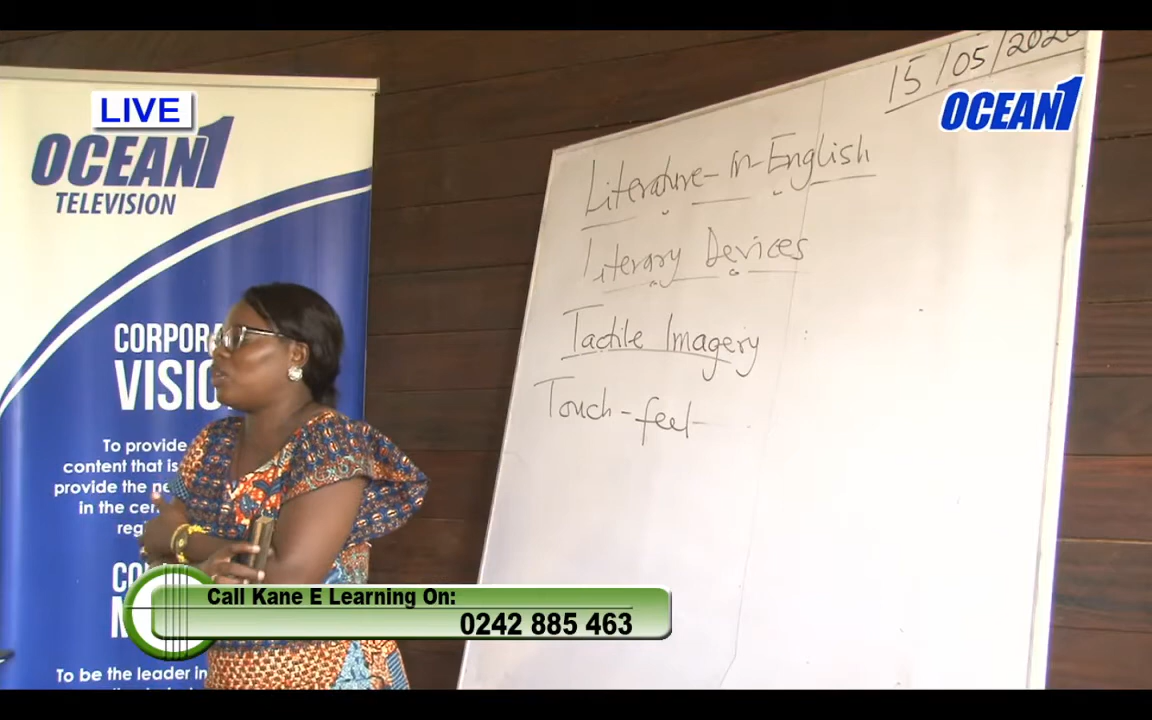 LIVE
OCEAN1
TELEVISION
CORPORA
VISIO
To provide
content that is
provide the ne
in the cen
regi
To be the leader in
15/05/2020
OCEAN1
Literature-in-English
Literary Devices
Tactile Imagery
Touch-feel-
Call Kane E Learning On:
0242 885 463